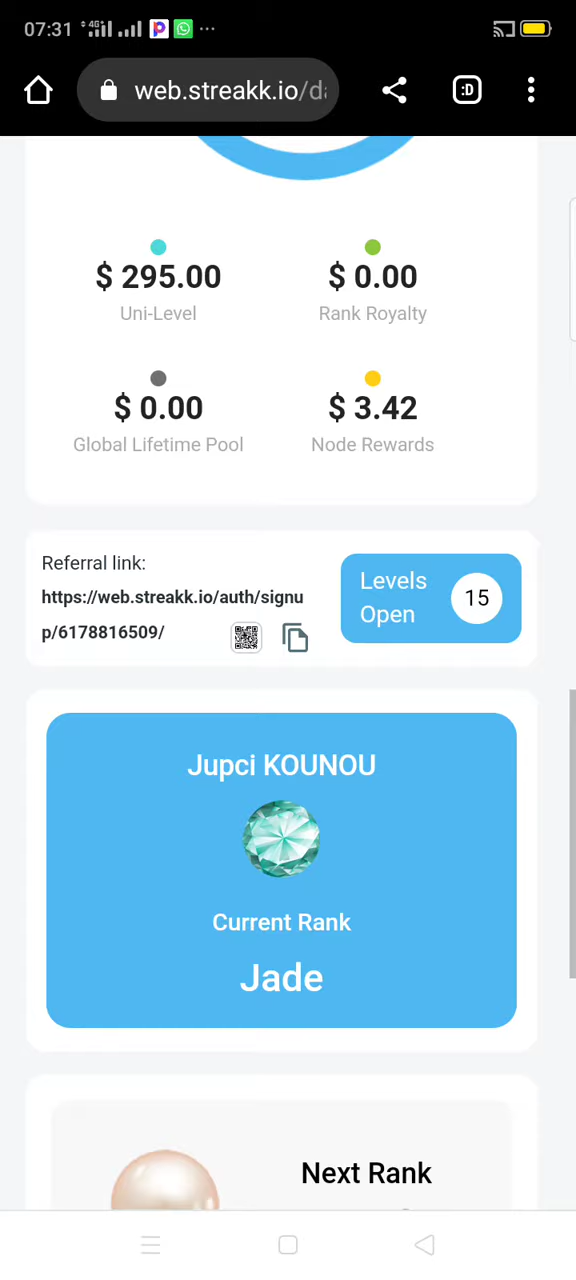 07:31 4G
web.streakk.io/da
:D
$ 295.00
Uni-Level
$ 0.00
Rank Royalty
$ 0.00
Global Lifetime Pool
$ 3.42
Node Rewards
Referral link:
https://web.streakk.io/auth/signu
p/6178816509/
Levels
Open
15
Jupci KOUNOU
Current Rank
Jade
Next Rank